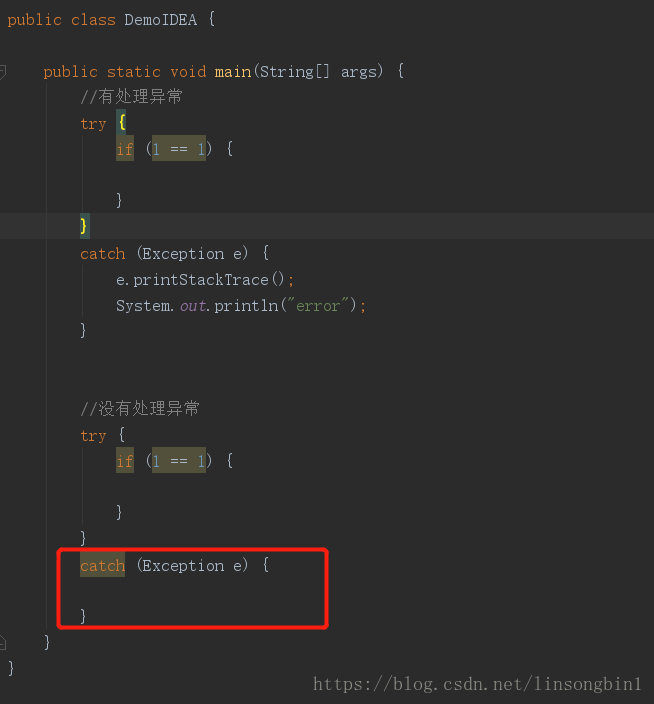 public class DemoIDEA {
public static void main(String[] args) {
//有处理异常
try {
if (1 == 1) {
}
}
catch (Exception e) {
e.printStackTrace();
System.out.println("error");
}
//没有处理异常
try {
if (1 == 1) {
}
}
catch (Exception e) {
}
}
}
https://blog.csdn.net/linsongbin1